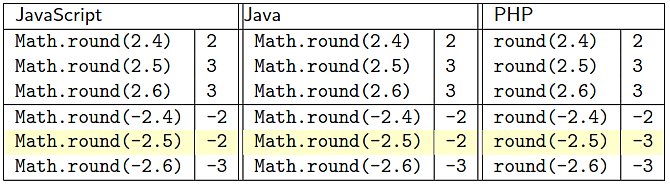 JavaScript Java PHP
Math.round(2.4) 2 Math.round(2.4) 2 round(2.4) 2
Math.round(2.5) 3 Math.round(2.5) 3 round(2.5) 3
Math.round(2.6) 3 Math.round(2.6) 3 round(2.6) 3
Math.round(-2.4) -2 Math.round(-2.4) -2 round(-2.4) -2
Math.round(-2.5) -2 Math.round(-2.5) -2 round(-2.5) -3
Math.round(-2.6) -3 Math.round(-2.6) -3 round(-2.6) -3